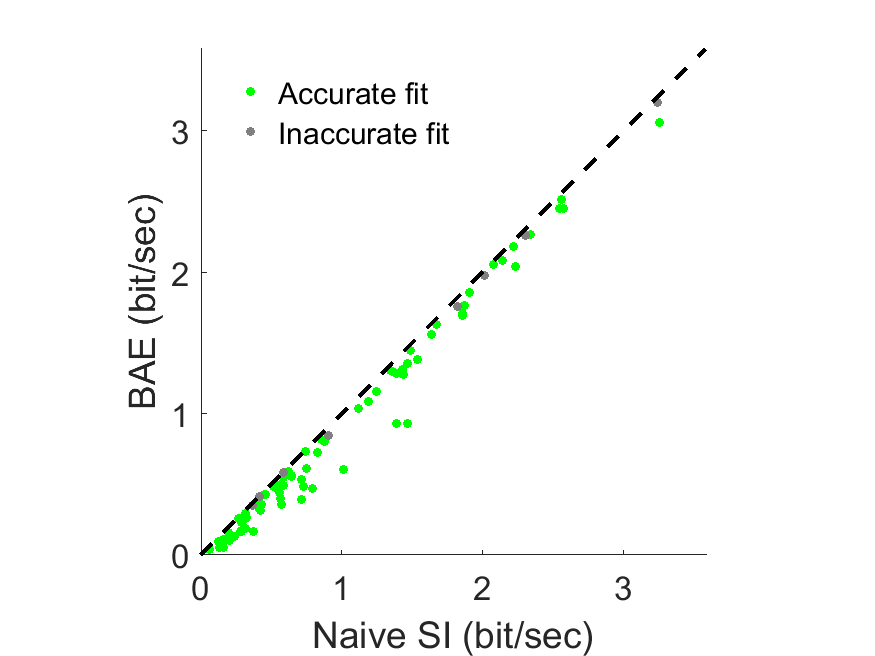 Accurate fit
Inaccurate fit
3
2
1
0
BAE (bit/sec)
0 1 2 3
Naive SI (bit/sec)